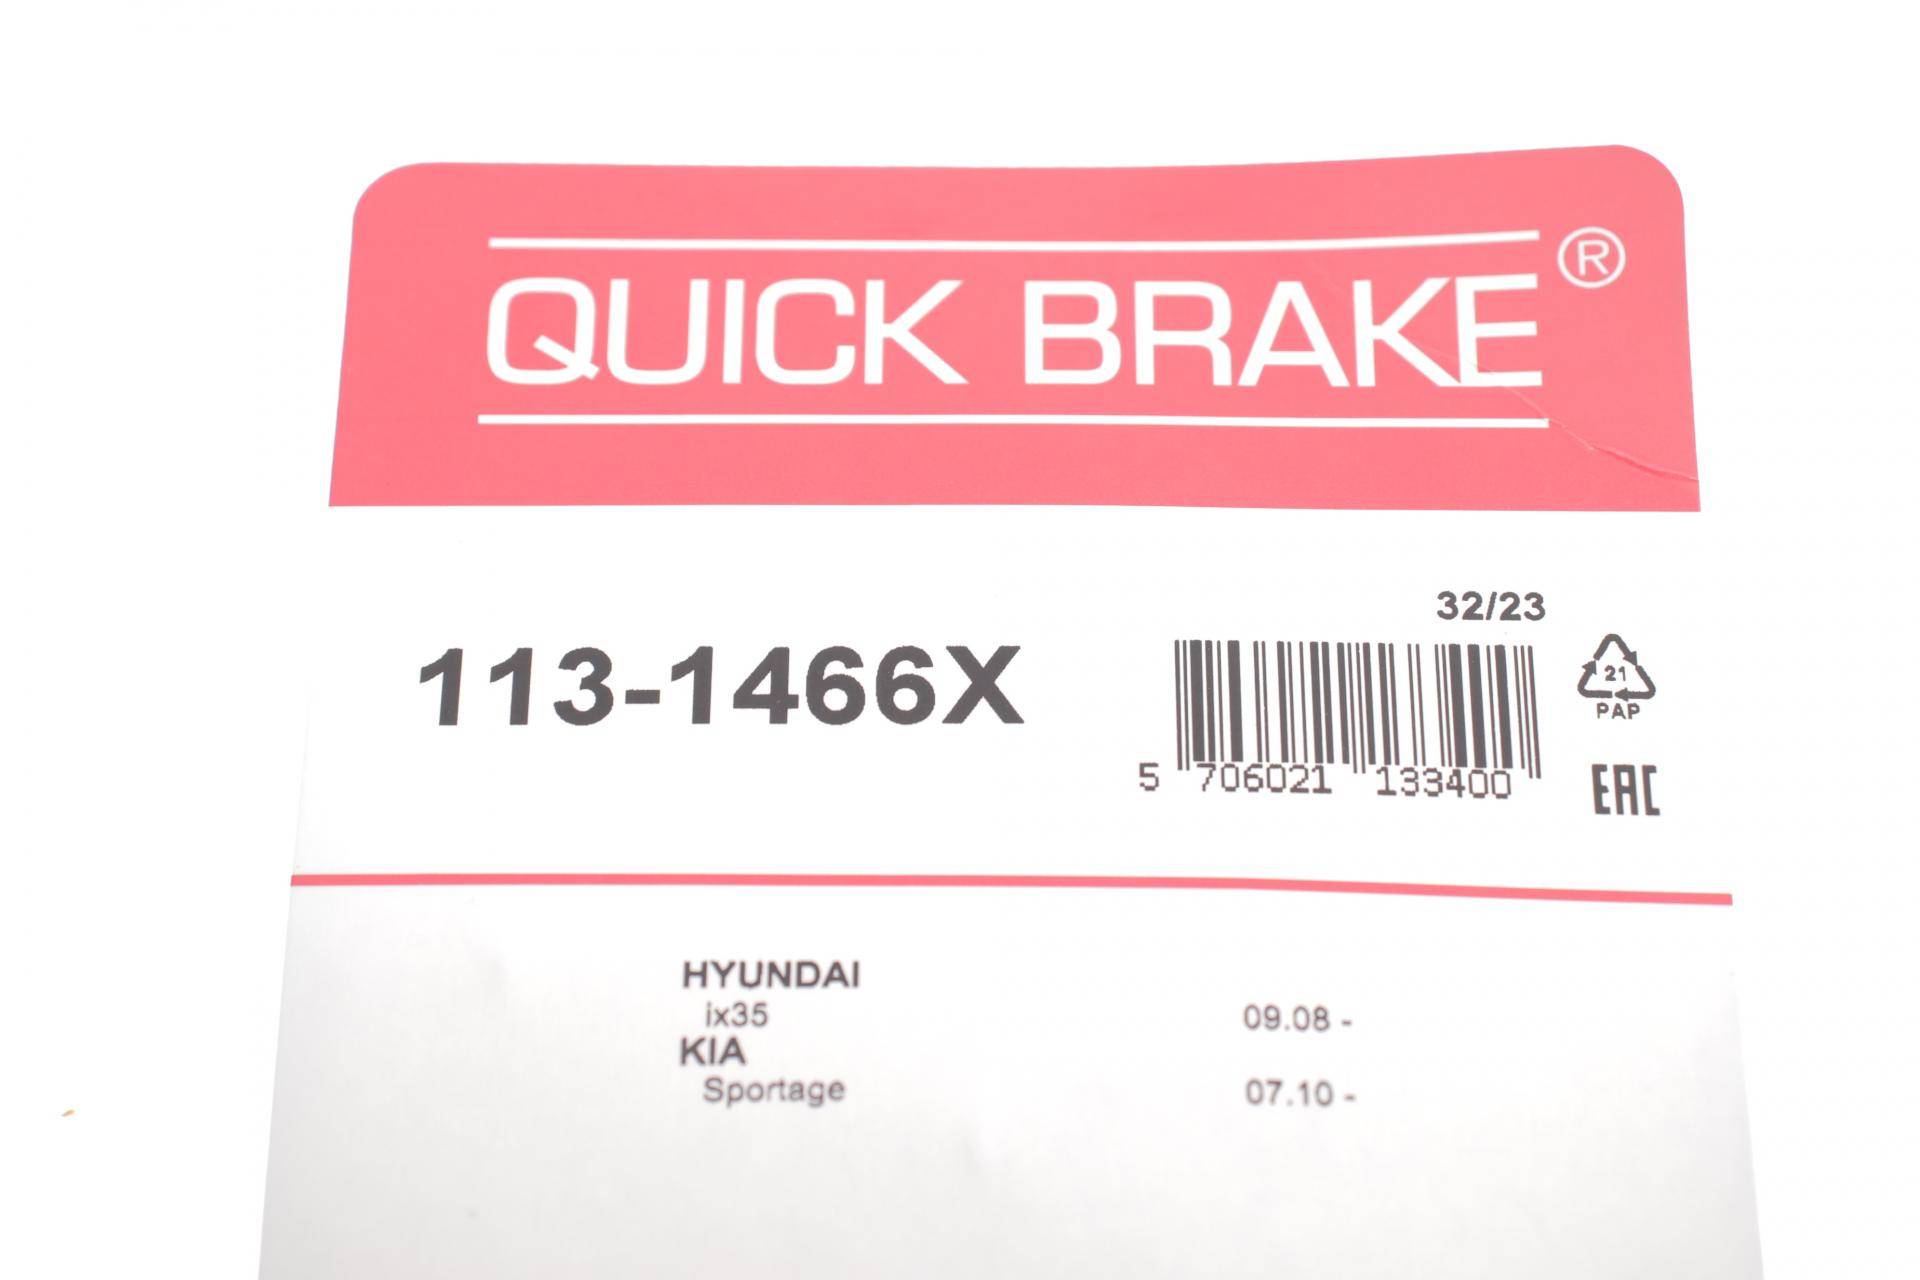 QUICK BRAKE ®
32/23
113-1466X
21
PAP
5 706021 133400
EAC
HYUNDAI
ix35 09.08 -
KIA
Sportage 07.10 -